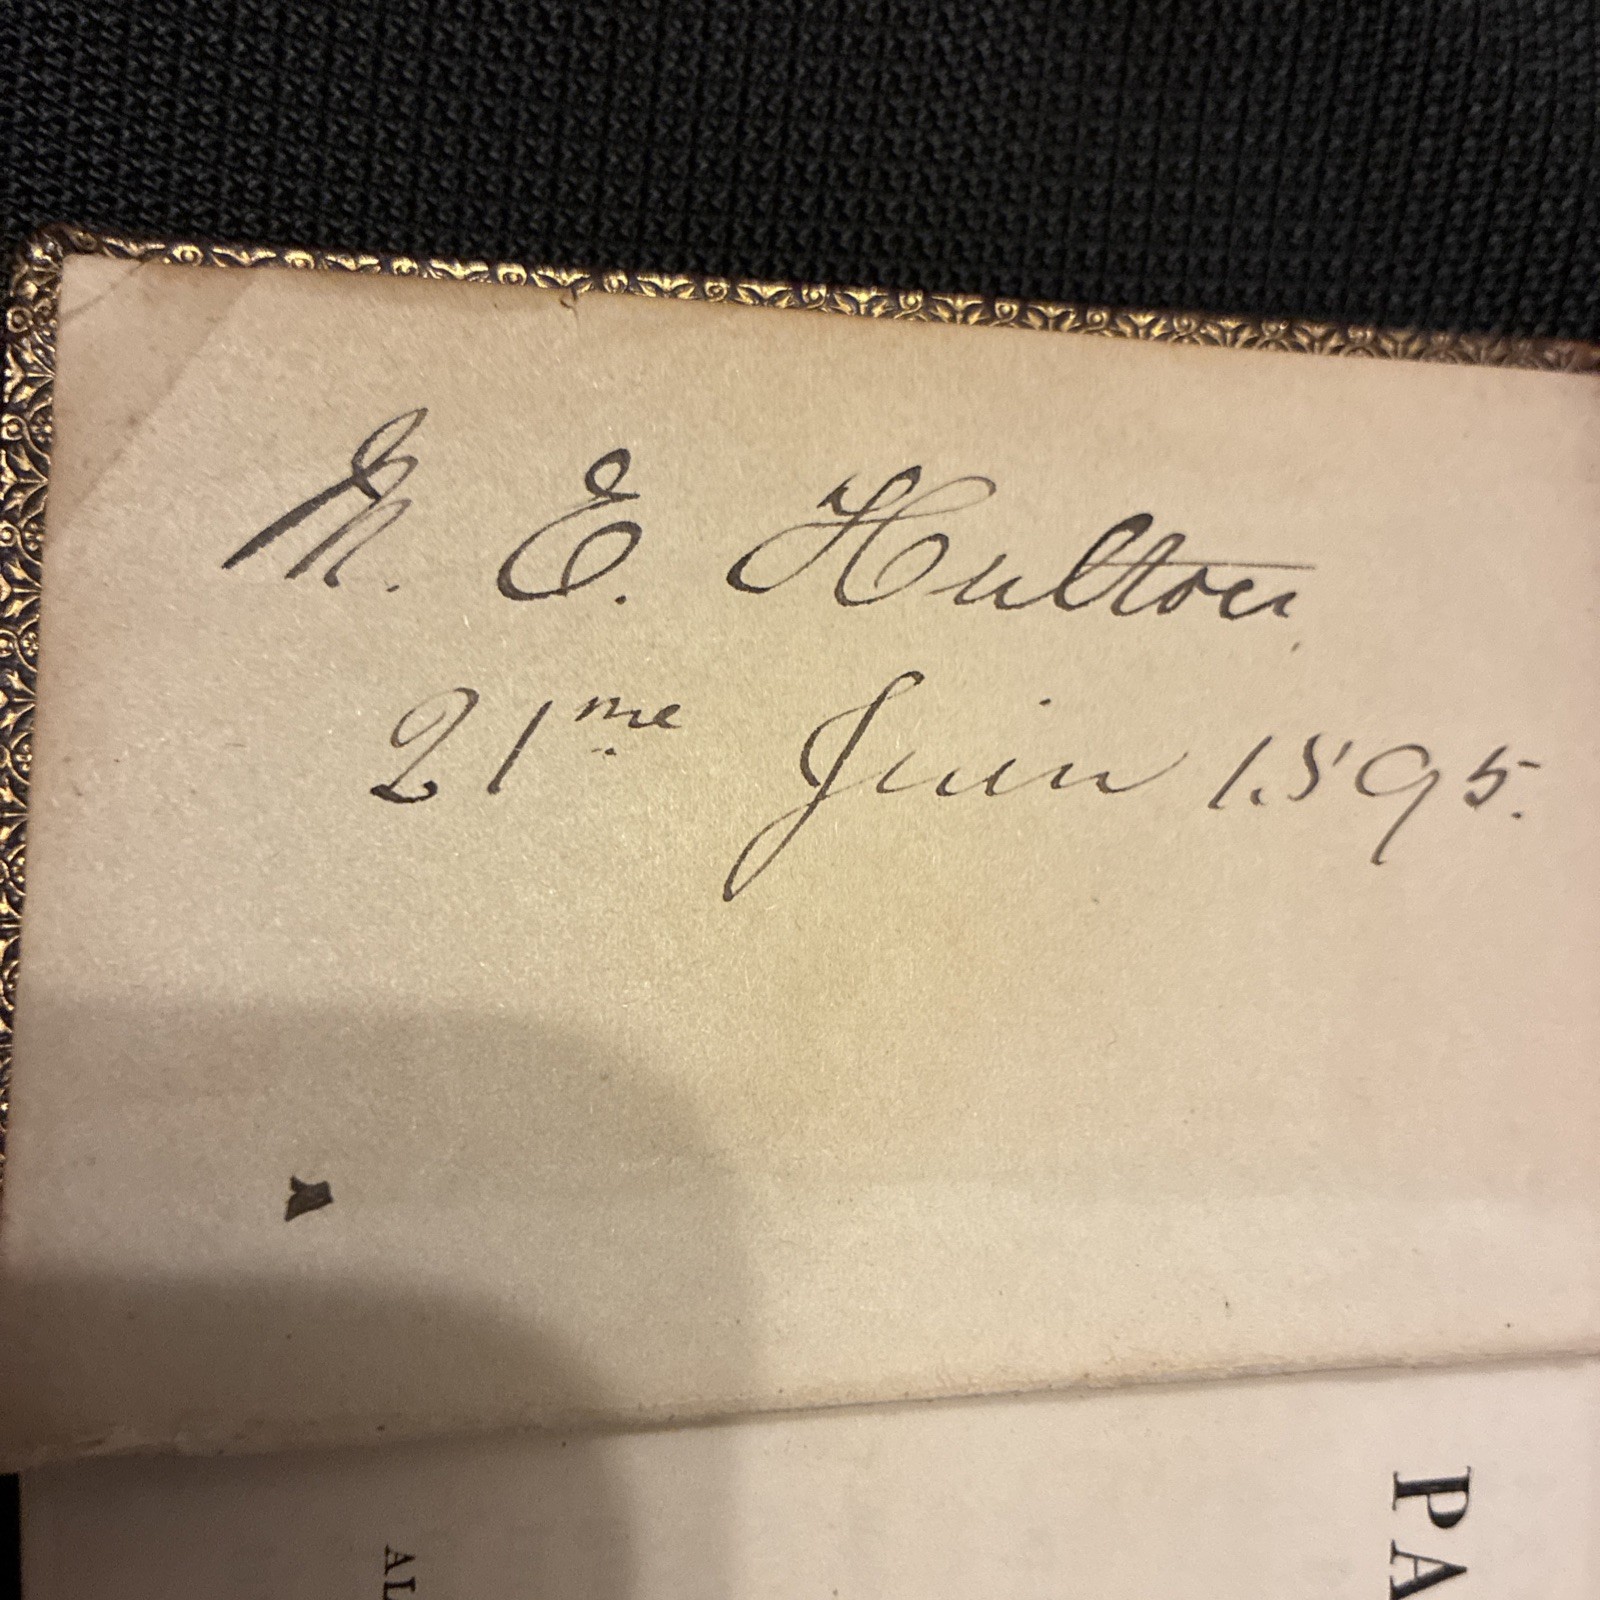 M. E. Hulton
21me Juin 1895.
PA
AL